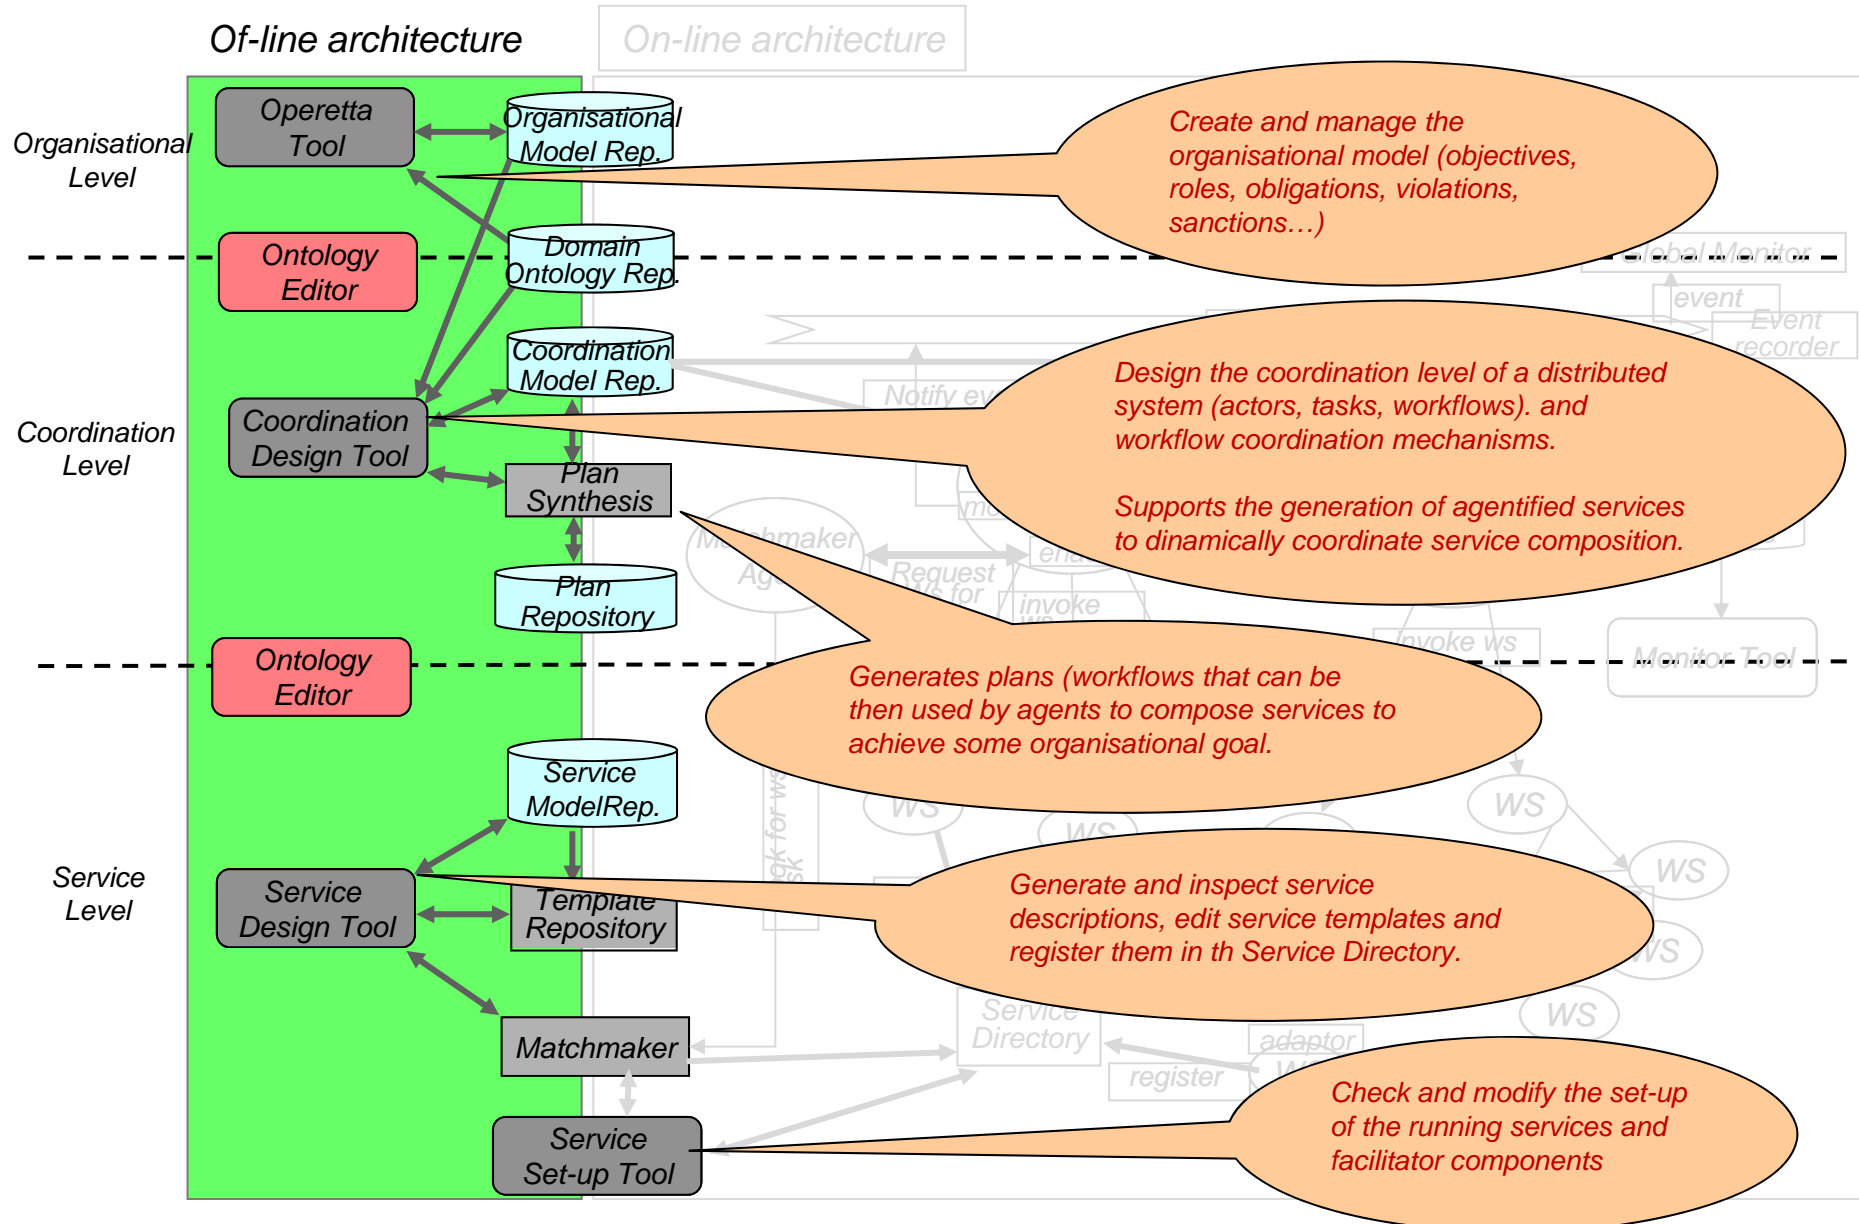 Of-line architecture
On-line architecture
Organisational
Level
Operetta
Tool
Organisational
Model Rep.
Create and manage the
organisational model (objectives,
roles, obligations, violations,
sanctions…)
Ontology
Editor
Domain
Ontology Rep.
Global Monitor
event
Event
recorder
Coordination
Model Rep.
Notify
Coordination
Level
Coordination
Design Tool
Design the coordination level of a distributed
system (actors, tasks, workflows). and
workflow coordination mechanisms.
Supports the generation of agentified services
to dinamically coordinate service composition.
Plan
Synthesis
Matchmaker
Request
invoke
invoke ws
Plan
Repository
Monitor Tool
Ontology
Editor
Generates plans (workflows that can be
then used by agents to compose services to
achieve some organisational goal.
Service
ModelRep.
WS
WS
WS
WS
WS
WS
Service
Level
Service
Design Tool
Template
Repository
Generate and inspect service
descriptions, edit service templates and
register them in th Service Directory.
Matchmaker
Service
Directory
adaptor
register
Service
Set-up Tool
Check and modify the set-up
of the running services and
facilitator components